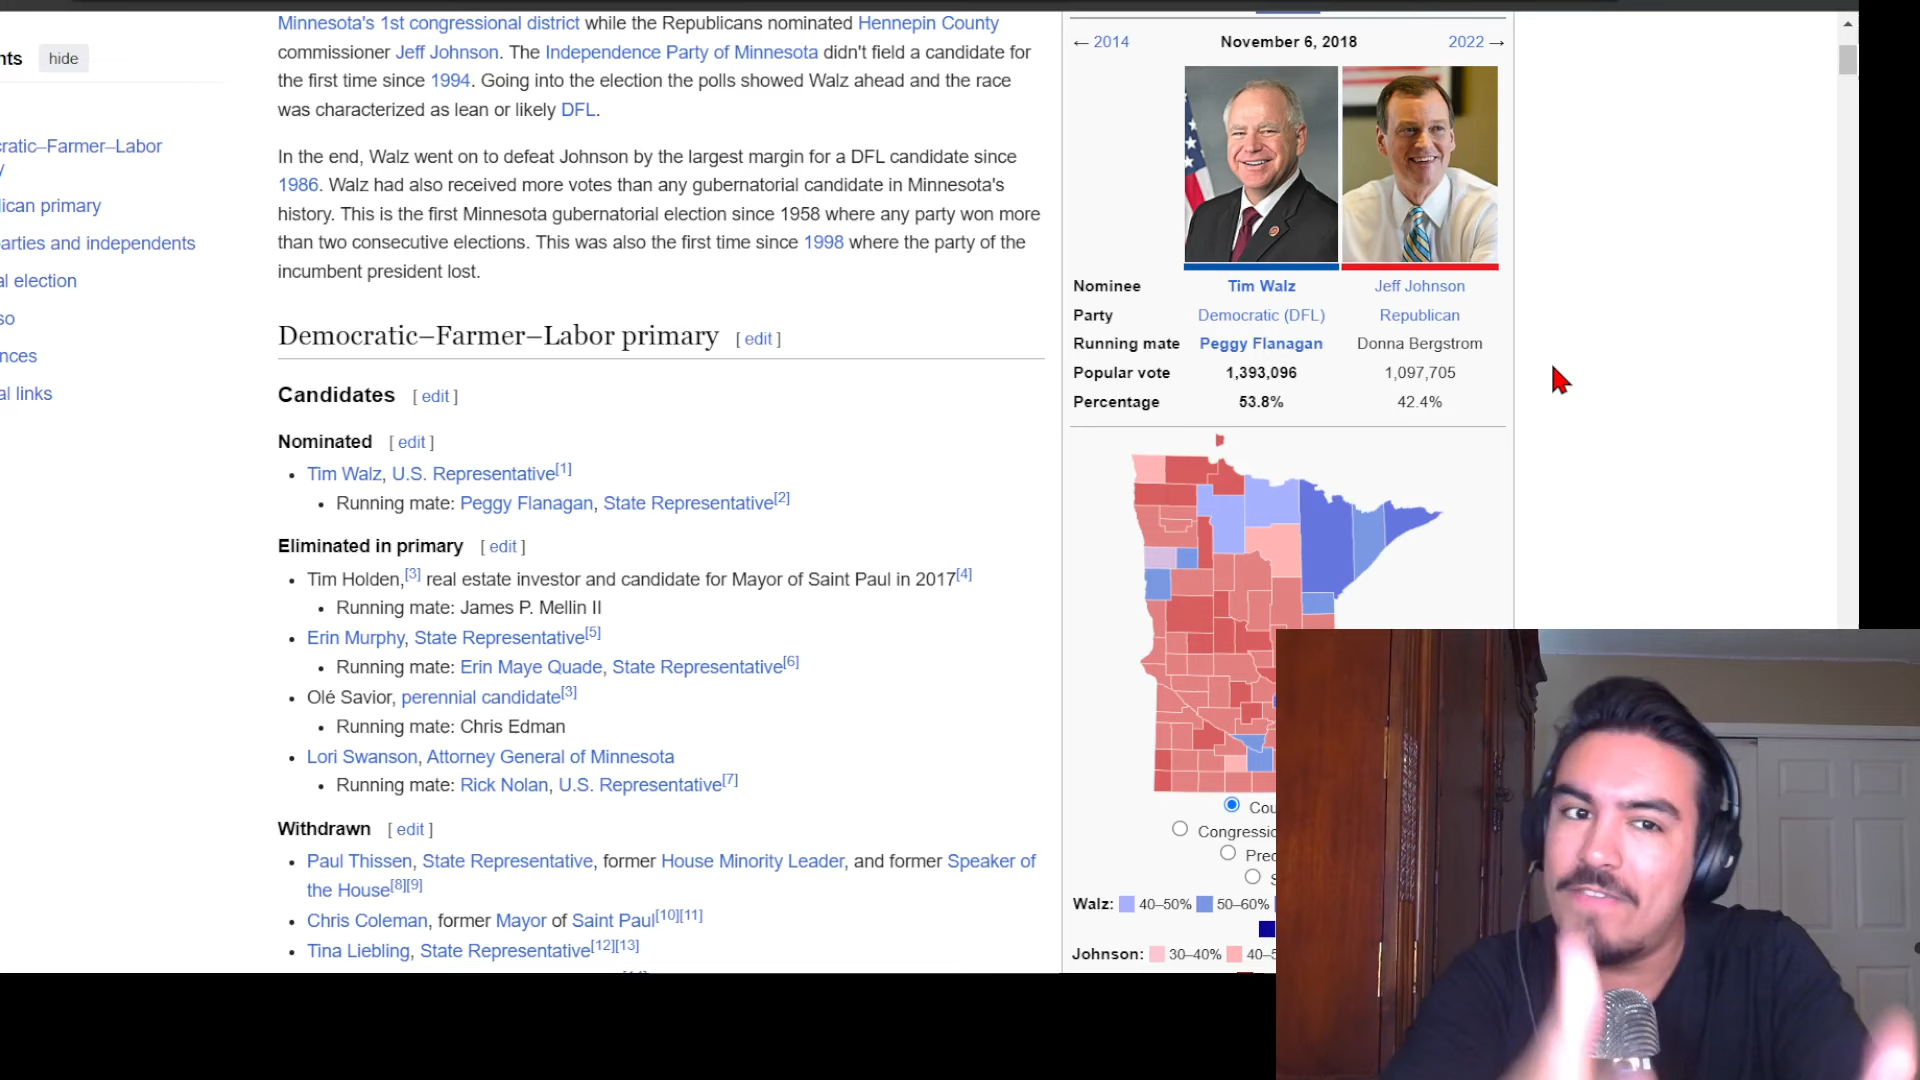 Minnesota's 1st congressional district while the Republicans nominated Hennepin County
commissioner Jeff Johnson. The Independence Party of Minnesota didn't field a candidate for
the first time since 1994. Going into the election the polls showed Walz ahead and the race
was characterized as lean or likely DFL.
In the end, Walz went on to defeat Johnson by the largest margin for a DFL candidate since
1986. Walz had also received more votes than any gubernatorial candidate in Minnesota's
history. This is the first Minnesota gubernatorial election since 1958 where any party won more
than two consecutive elections. This was also the first time since 1998 where the party of the
incumbent president lost.
Democratic–Farmer–Labor primary [ edit ]
Candidates [ edit ]
Nominated [ edit ]
• Tim Walz, U.S. Representative[1]
• Running mate: Peggy Flanagan, State Representative[2]
Eliminated in primary [ edit ]
• Tim Holden,[3] real estate investor and candidate for Mayor of Saint Paul in 2017[4]
• Running mate: James P. Mellin II
• Erin Murphy, State Representative[5]
• Running mate: Erin Maye Quade, State Representative[6]
• Olé Savior, perennial candidate[3]
• Running mate: Chris Edman
• Lori Swanson, Attorney General of Minnesota
• Running mate: Rick Nolan, U.S. Representative[7]
Withdrawn [ edit ]
• Paul Thissen, State Representative, former House Minority Leader, and former Speaker of
the House[8][9]
• Chris Coleman, former Mayor of Saint Paul[10][11]
• Tina Liebling, State Representative[12][13]
nts hide
cratic–Farmer–Labor
y
ican primary
arties and independents
al election
so
nces
al links
← 2014 November 6, 2018 2022 →
Nominee Tim Walz Jeff Johnson
Party Democratic (DFL) Republican
Running mate Peggy Flanagan Donna Bergstrom
Popular vote 1,393,096 1,097,705
Percentage 53.8% 42.4%
Cou
Congressio
Prec
S
Walz: 40–50% 50–60%
Johnson: 30–40% 40–5